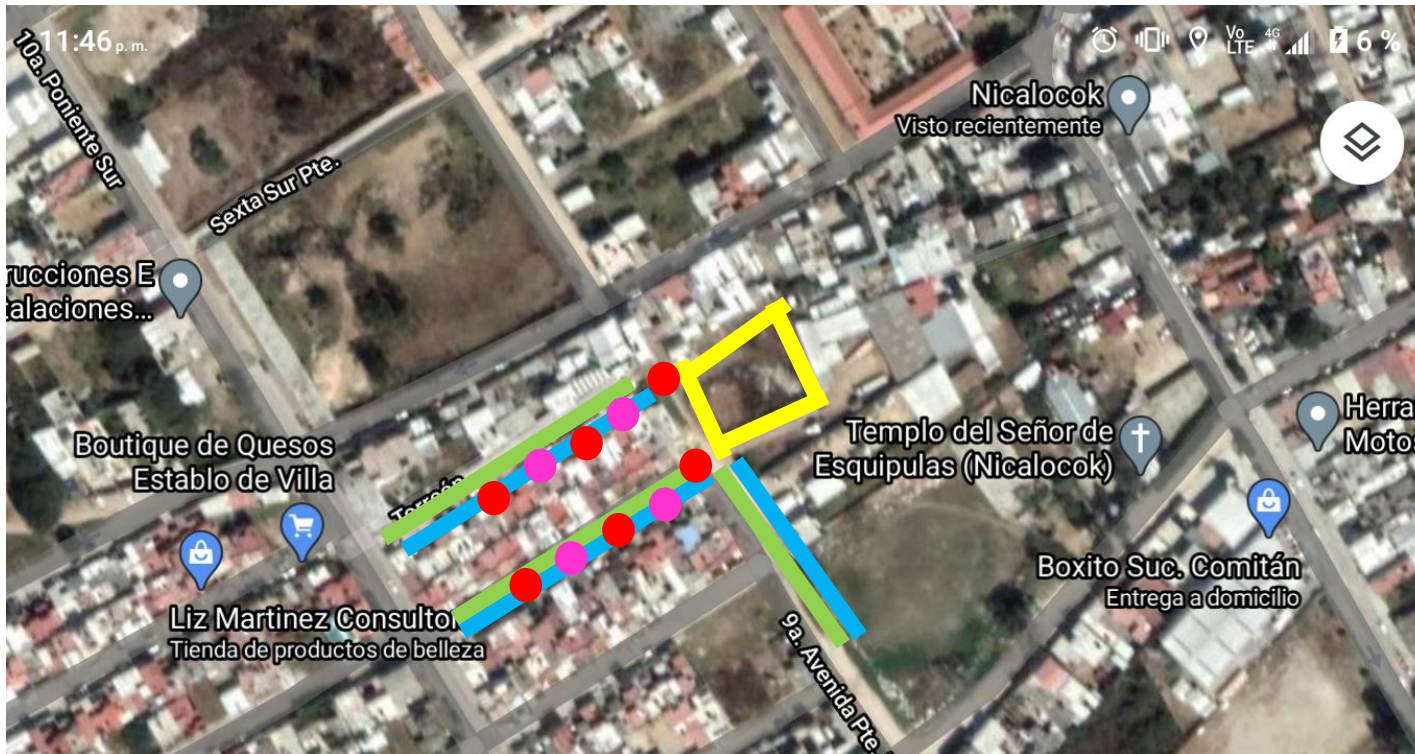 11:46 p. m.
Vo LTE 4G 6 %
10a. Poniente Sur
Nicalocok
Visto recientemente
Sexta Sur Pte.
rucciones E
talaciones...
Boutique de Quesos
Establo de Villa
Templo del Señor de
Esquipulas (Nicalocok)
Herra
Moto
Liz Martinez Consultor
Tienda de productos de belleza
Boxito Suc. Comitán
Entrega a domicilio
9a. Avenida Pte.